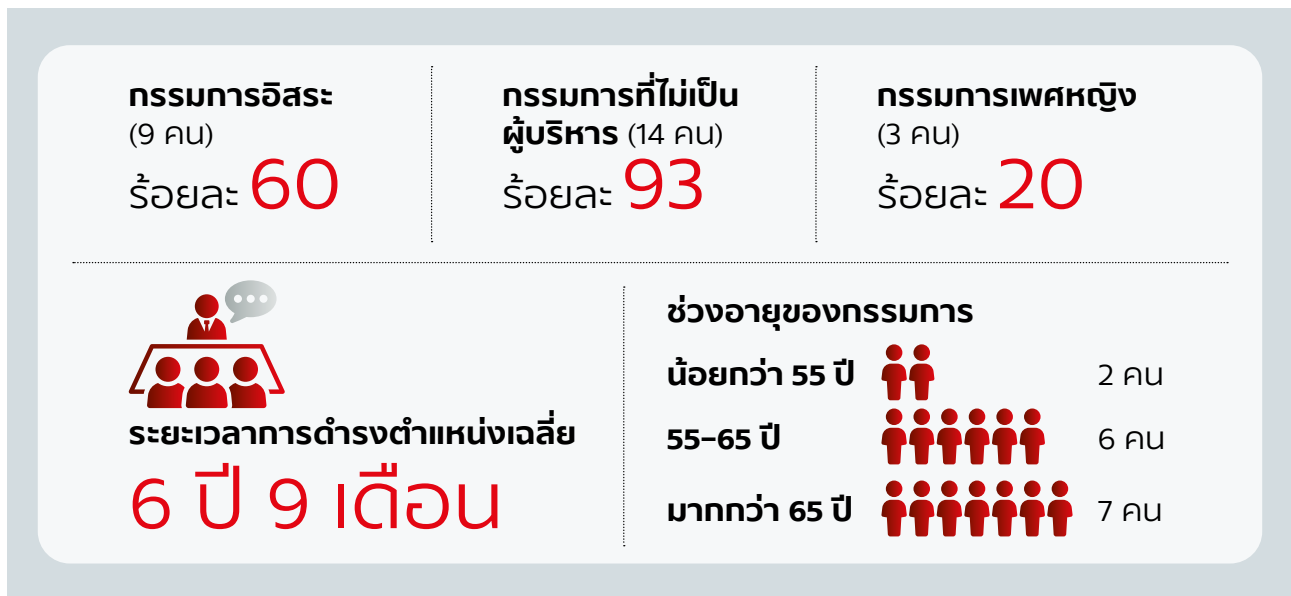 กรรมการอิสระ
(9 คน)
ร้อยละ 60
กรรมการที่ไม่เป็น
ผู้บริหาร (14 คน)
ร้อยละ 93
กรรมการเพศหญิง
(3 คน)
ร้อยละ 20
ระยะเวลาการดำรงตำแหน่งเฉลี่ย
6 ปี 9 เดือน
ช่วงอายุของกรรมการ
น้อยกว่า 55 ปี 2 คน
55–65 ปี 6 คน
มากกว่า 65 ปี 7 คน